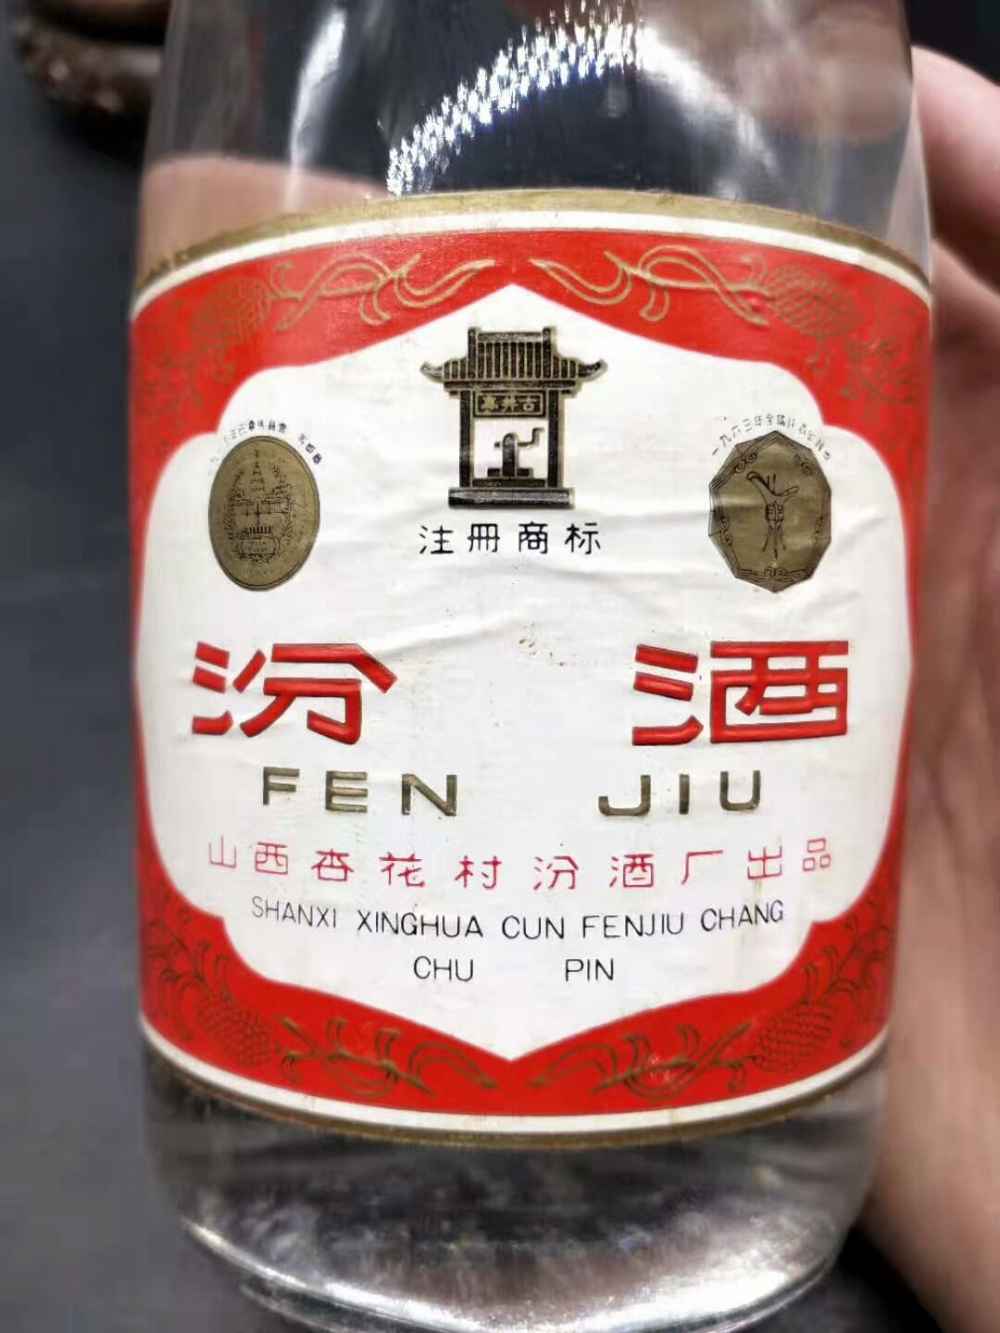 古井亭
注册商标
汾酒
FEN JIU
山西杏花村汾酒厂出品
SHANXI XINGHUA CUN FENJIU CHANG
CHU PIN